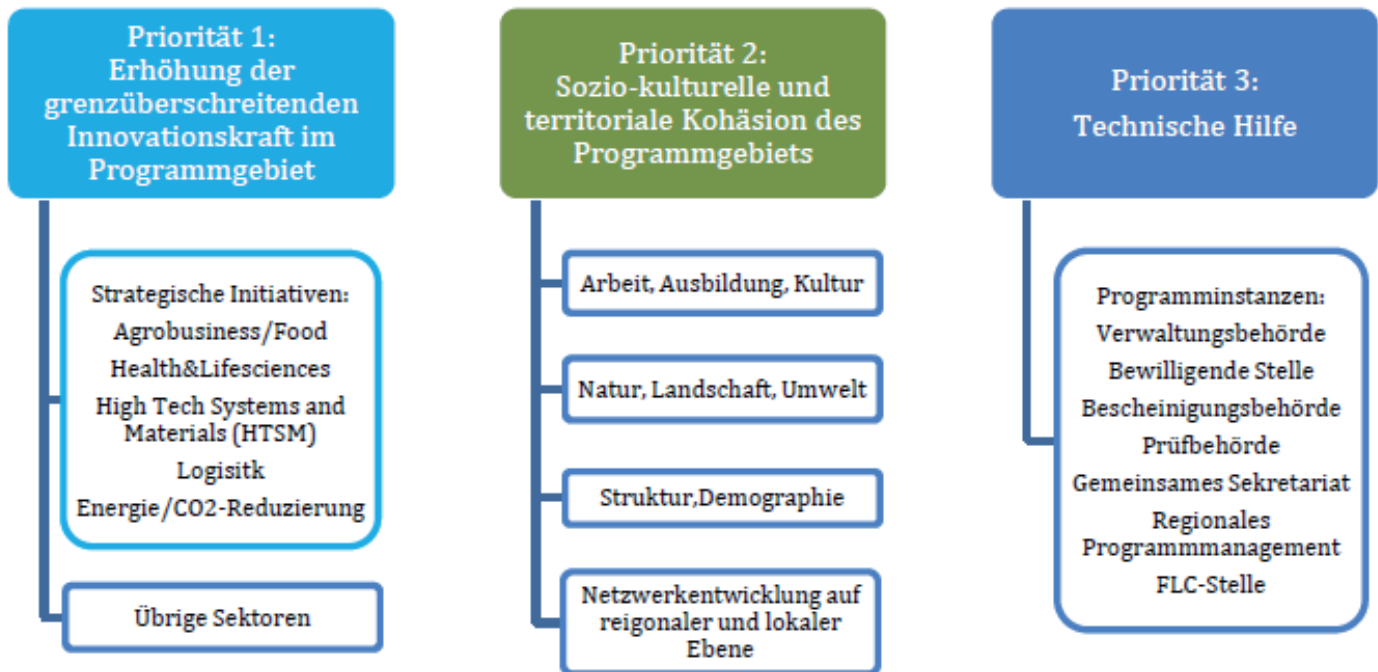 Priorität 1:
Erhöhung der
grenzüberschreitenden
Innovationskraft im
Programmgebiet
Strategische Initiativen:
Agrobusiness/Food
Health&Lifesciences
High Tech Systems and
Materials (HTSM)
Logisitk
Energie/CO2-Reduzierung
Übrige Sektoren
Priorität 2:
Sozio-kulturelle und
territoriale Kohäsion des
Programmgebiets
Arbeit, Ausbildung, Kultur
Natur, Landschaft, Umwelt
Struktur,Demographie
Netzwerkentwicklung auf
reigonaler und lokaler
Ebene
Priorität 3:
Technische Hilfe
Programminstanzen:
Verwaltungsbehörde
Bewilligende Stelle
Bescheinigungsbehörde
Prüfbehörde
Gemeinsames Sekretariat
Regionales
Programmmanagement
FLC-Stelle